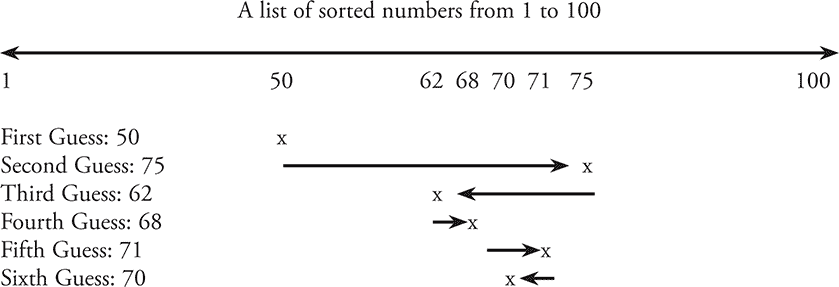 A list of sorted numbers from 1 to 100
1 50 62 68 70 71 75 100
First Guess: 50 x
Second Guess: 75 x
Third Guess: 62 x
Fourth Guess: 68 x
Fifth Guess: 71 x
Sixth Guess: 70 x